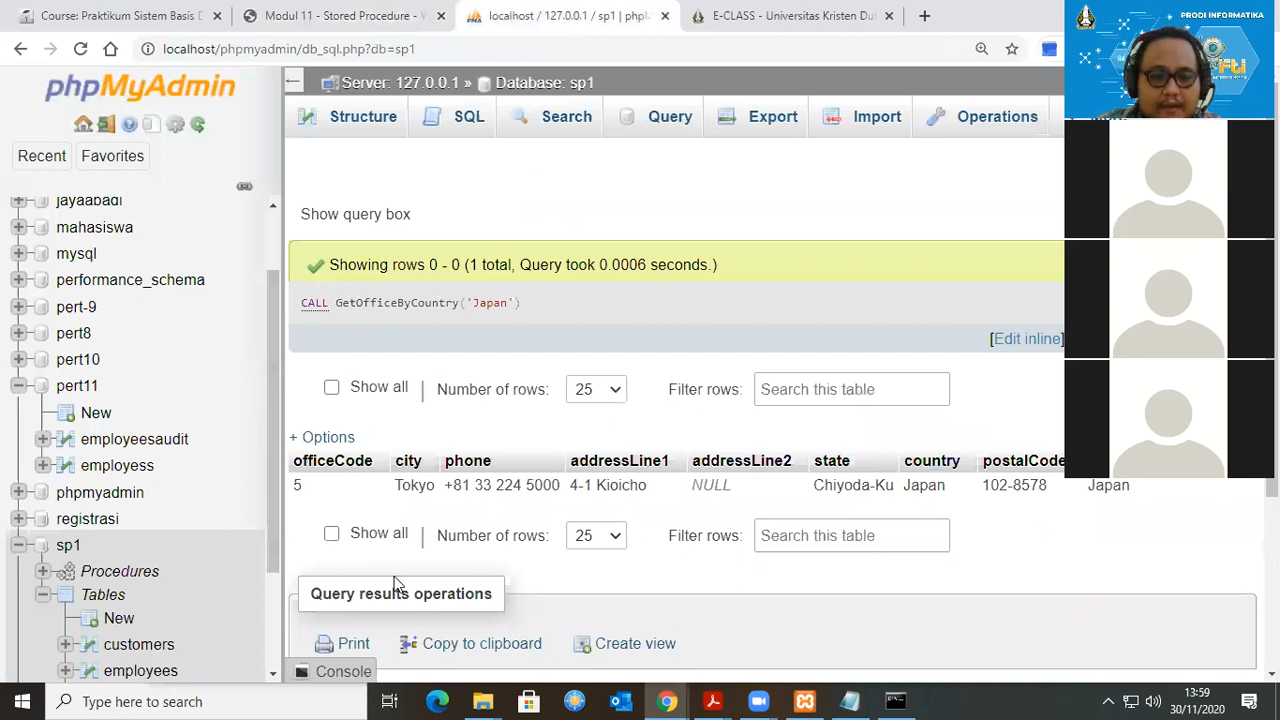 Course: Praktikum Sistem Basis D
Modul 11 - Stored Procedure - W
localhost / 127.0.0.1 / sp1 | phpM
E-CLASS - Universitas Kristen D
localhost/phpmyadmin/db_sql.php?db=sp1
PRODI INFORMATIKA
fti
phpMyAdmin
Server: 127.0.0.1 » Database: sp1
Structure SQL Search Query Export Import Operations
Recent Favorites
jayaabadi
mahasiswa
mysql
performance_schema
pert-9
pert8
pert10
pert11
New
employeesaudit
employess
phpmyadmin
registrasi
sp1
Procedures
Tables
New
customers
employees
Show query box
Showing rows 0 - 0 (1 total, Query took 0.0006 seconds.)
CALL GetOfficeByCountry('Japan')
[Edit inline]
Show all | Number of rows: 25 Filter rows: Search this table
+ Options
officeCode city phone addressLine1 addressLine2 state country postalCode
5 Tokyo +81 33 224 5000 4-1 Kioicho NULL Chiyoda-Ku Japan 102-8578 Japan
Show all | Number of rows: 25 Filter rows: Search this table
Query results operations
Print Copy to clipboard Create view
Console
Type here to search
13:59
30/11/2020